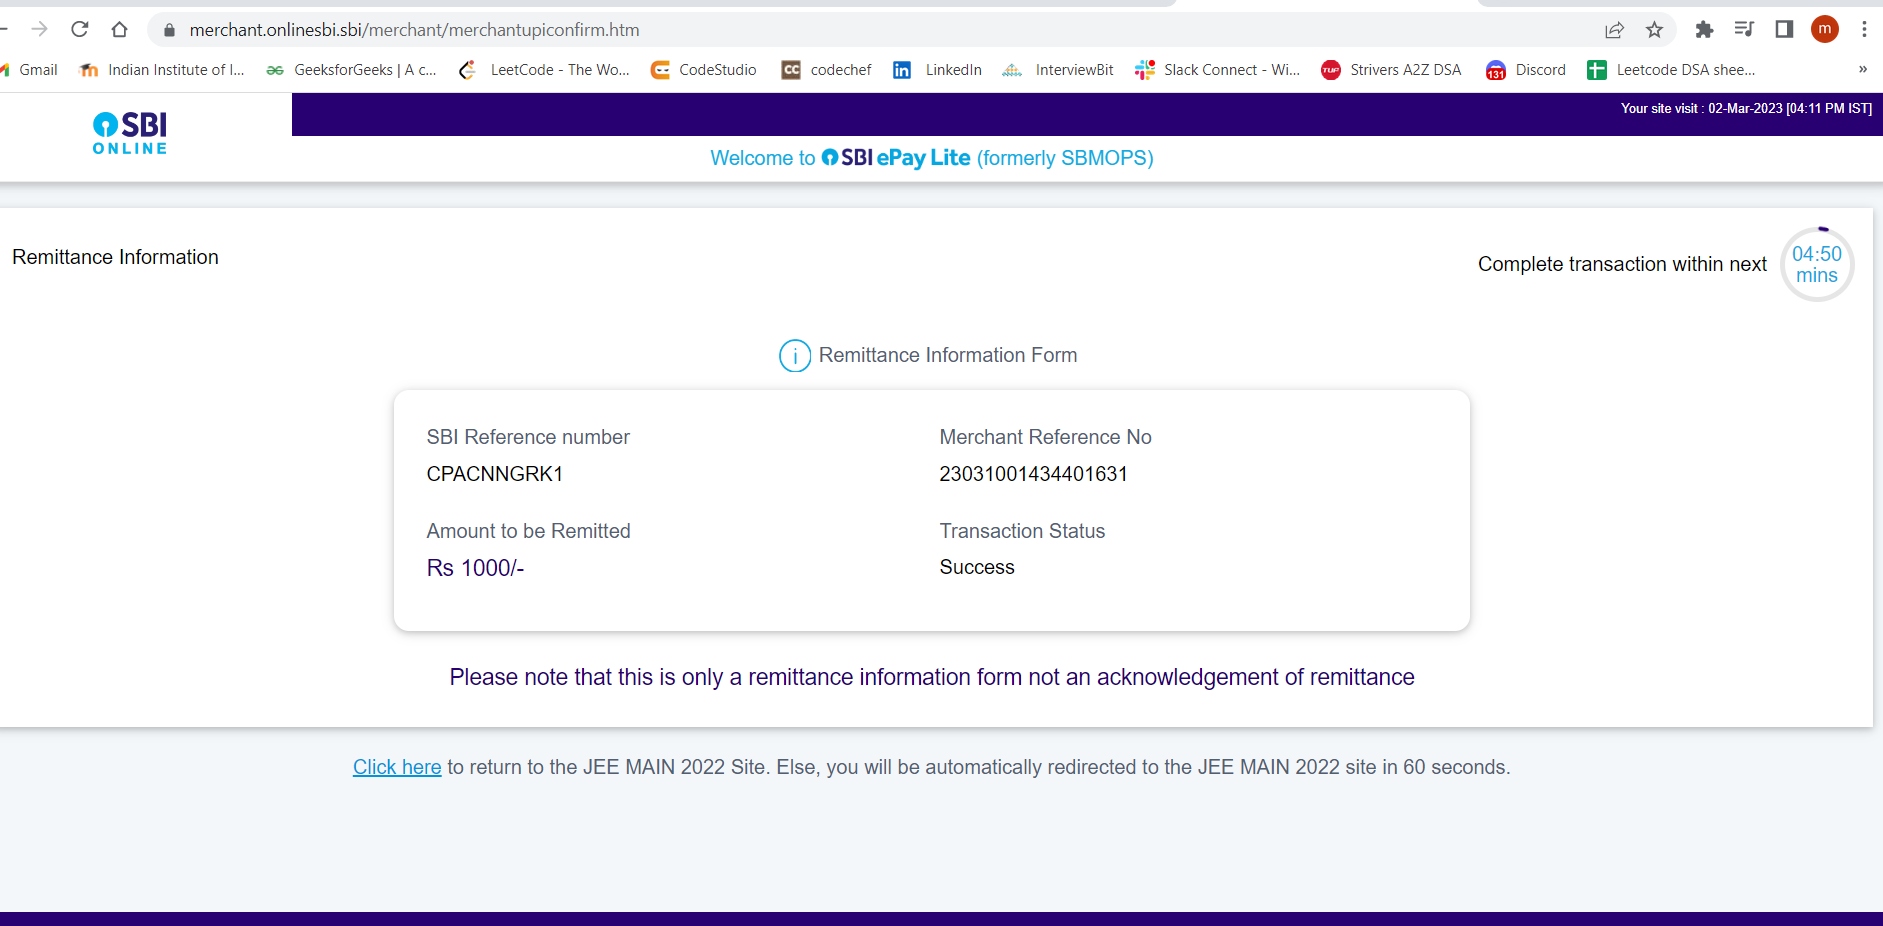 merchant.onlinesbi.sbi/merchant/merchantupiconfirm.htm
m
Gmail Indian Institute of I... GeeksforGeeks | A c... LeetCode - The Wo... CodeStudio CC codechef in LinkedIn InterviewBit Slack Connect - Wi... TUF Strivers A2Z DSA 131 Discord Leetcode DSA shee... »
Your site visit : 02-Mar-2023 [04:11 PM IST]
SBI
ONLINE
Welcome to SBI ePay Lite (formerly SBMOPS)
Remittance Information
Complete transaction within next
04:50
mins
i Remittance Information Form
SBI Reference number Merchant Reference No
CPACNNGRK1 23031001434401631
Amount to be Remitted Transaction Status
Rs 1000/- Success
Please note that this is only a remittance information form not an acknowledgement of remittance
Click here to return to the JEE MAIN 2022 Site. Else, you will be automatically redirected to the JEE MAIN 2022 site in 60 seconds.